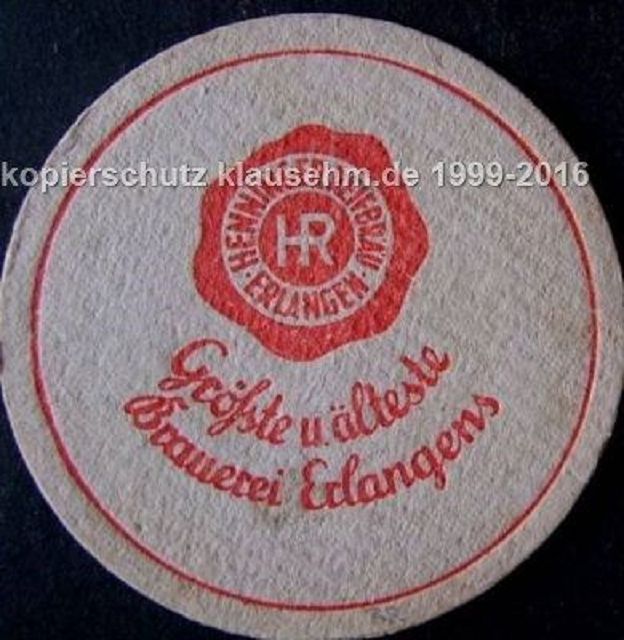 kopierschutz klausehm.de 1999-2016
HR
ERLANGEN
Größte u. älteste
Brauerei Erlangens